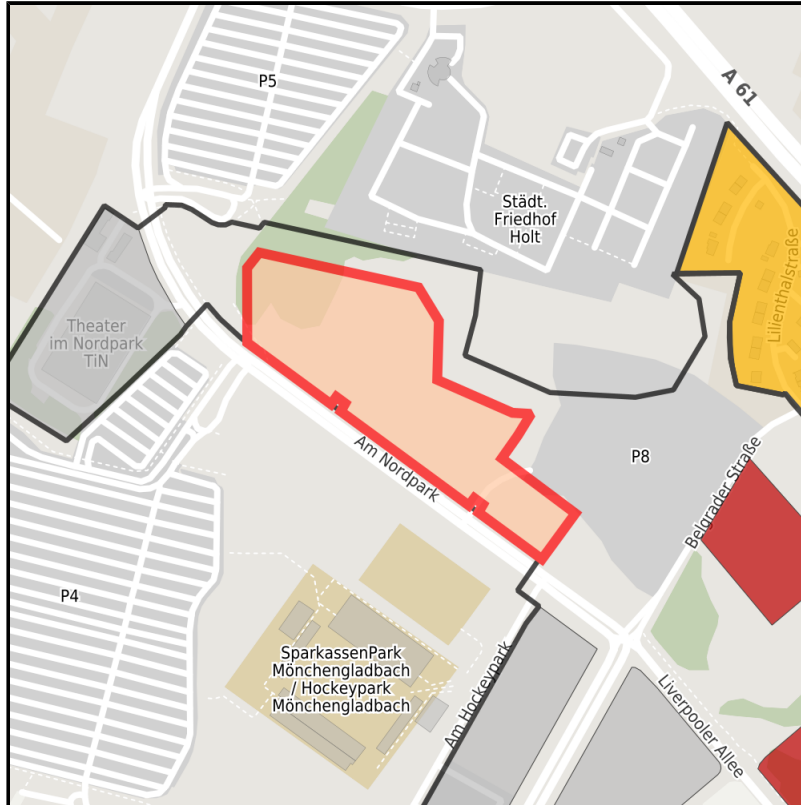 P5
A 61
Städt.
Friedhof
Holt
Lilienthalstraße
Theater
im Nordpark
TiN
Am Nordpark
P8
Belgrader Straße
P4
SparkassenPark
Mönchengladbach
/ Hockeypark
Mönchengladbach
Am Hockeypark
Liverpooler Allee